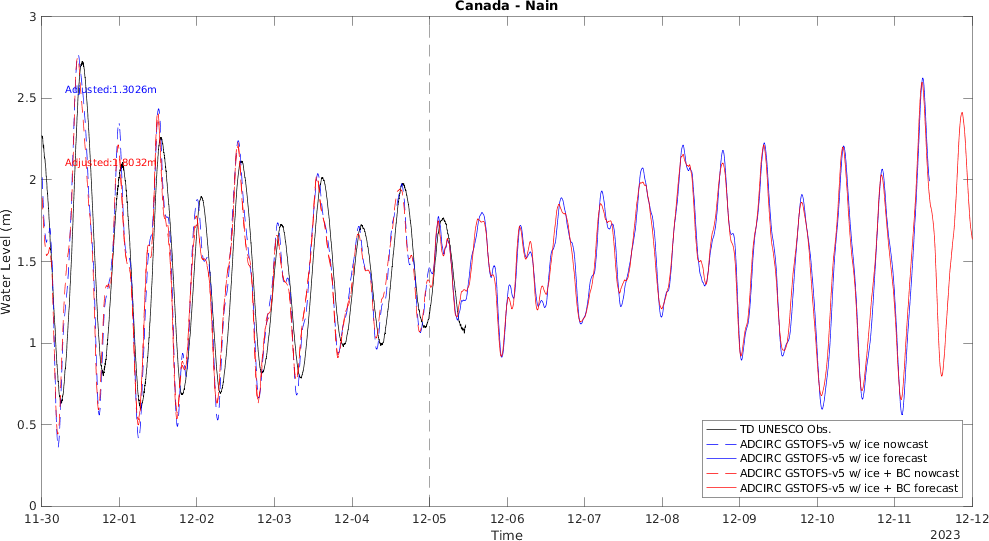 Canada - Nain
3
2.5
2
1.5
1
0.5
0
Water Level (m)
Adjusted:1.3026m
Adjusted:1.3032m
TD UNESCO Obs.
ADCIRC GSTOFS-v5 w/ ice nowcast
ADCIRC GSTOFS-v5 w/ ice forecast
ADCIRC GSTOFS-v5 w/ ice + BC nowcast
ADCIRC GSTOFS-v5 w/ ice + BC forecast
11-30 12-01 12-02 12-03 12-04 12-05 12-06 12-07 12-08 12-09 12-10 12-11 12-12
Time
2023